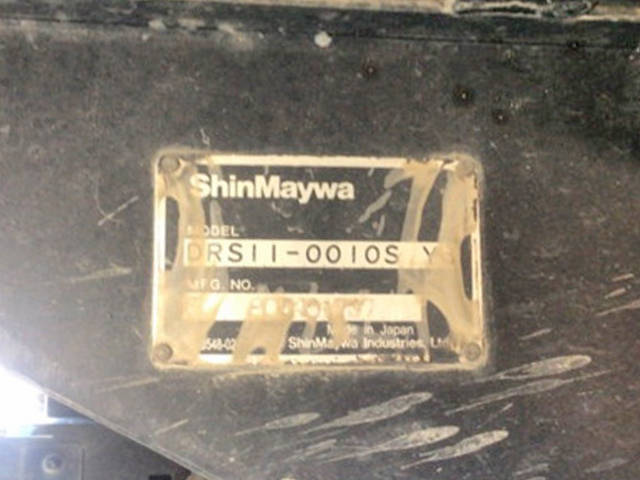 ShinMaywa
MODEL
DRS11-0010S Y
MFG. NO.
Made in Japan
ShinMaywa Industries, Ltd.